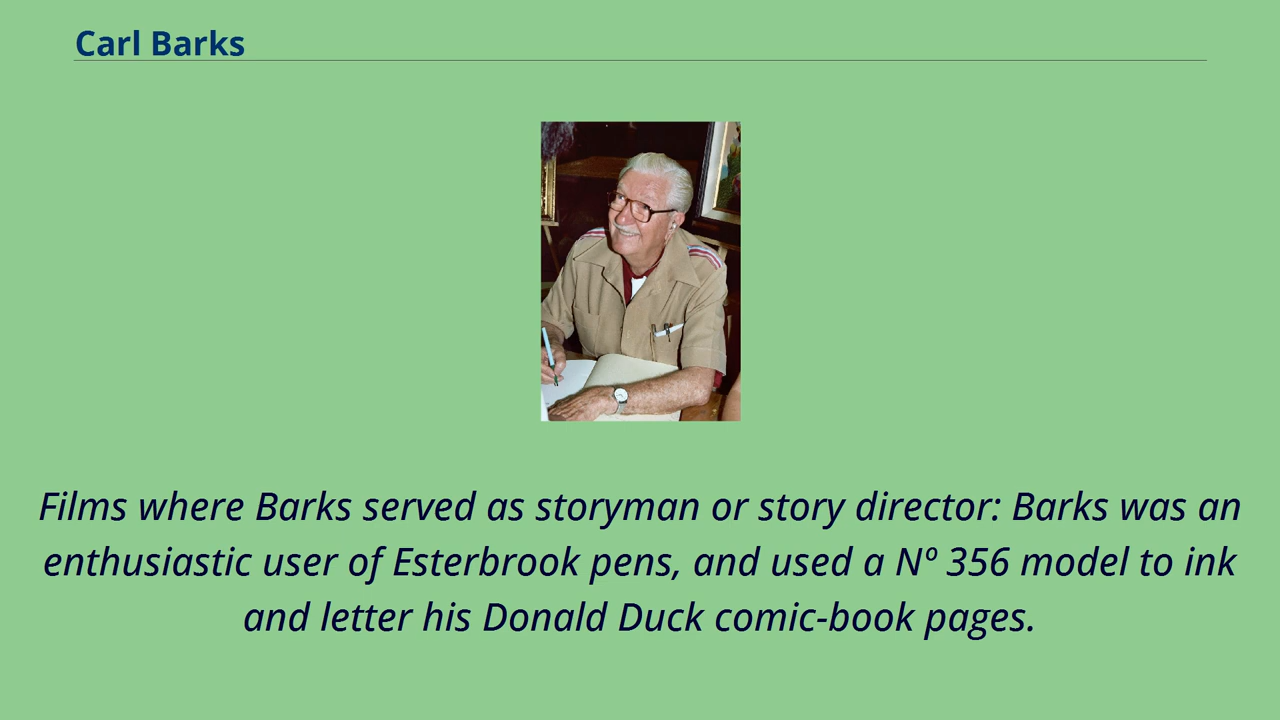 Carl Barks
Films where Barks served as storyman or story director: Barks was an
enthusiastic user of Esterbrook pens, and used a Nº 356 model to ink
and letter his Donald Duck comic-book pages.